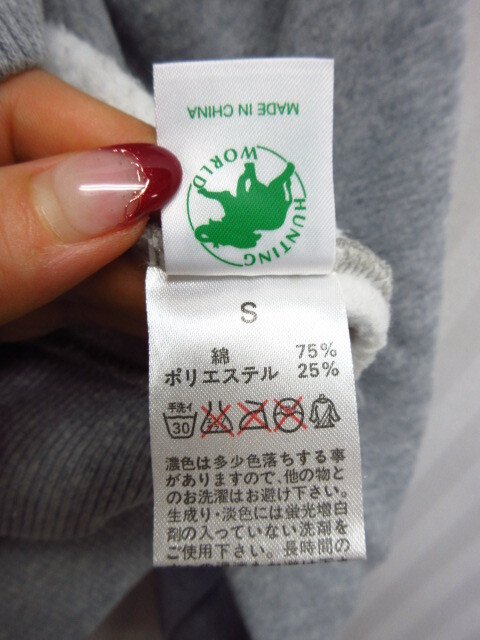 MADE IN CHINA
WORLD
HUNTING
S
綿 75%
ポリエステル 25%
手洗イ
30
濃色は多少色落ちする事
がありますので、他の物と
のお洗濯はお避け下さい。
生成り・淡色には蛍光増白
剤の入っていない洗剤を
ご使用下さい。長時間の